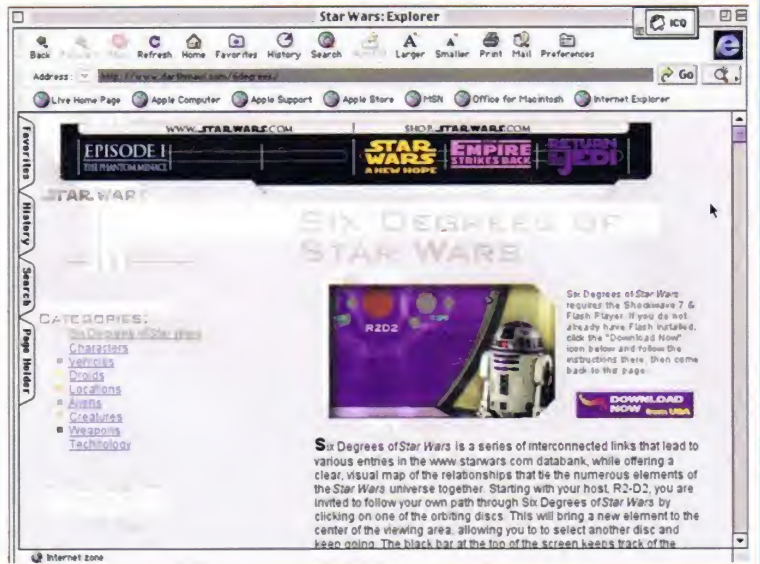 Star Wars: Explorer
ICQ
Back
Refresh Home Favorites History Search
Larger Smaller Print Mail Preferences
Address: http://www.darthmaul.com/6degrees/
Go
Live Home Page Apple Computer Apple Support Apple Store MSN Office for Macintosh Internet Explorer
Favorites
History
Search
Page Holder
WWW.STARWARS.COM SHOP.STARWARS.COM
EPISODE I
THE PHANTOM MENACE
STAR WARS
A NEW HOPE
EMPIRE
STRIKES BACK
RETURN
OF THE
JEDI
STAR WARS
SIX DEGREES OF
STAR WARS
R2D2
Six Degrees of Star Wars
requires the Shockwave 7 &
Flash Player. If you do not
already have Flash installed,
click the "Download Now"
icon below and follow the
instructions there, then come
back to this page.
DOWNLOAD
NOW from USA
CATEGORIES:
Six Degrees of Star Wars
Characters
Vehicles
Droids
Locations
Aliens
Creatures
Weapons
Technology
Six Degrees of Star Wars is a series of interconnected links that lead to
various entries in the www.starwars.com databank, while offering a
clear, visual map of the relationships that tie the numerous elements of
the Star Wars universe together. Starting with your host, R2-D2, you are
invited to follow your own path through Six Degrees of Star Wars by
clicking on one of the orbiting discs. This will bring a new element to the
center of the viewing area, allowing you to to select another disc and
keep going. The black bar at the top of the screen keeps track of the
Internet zone